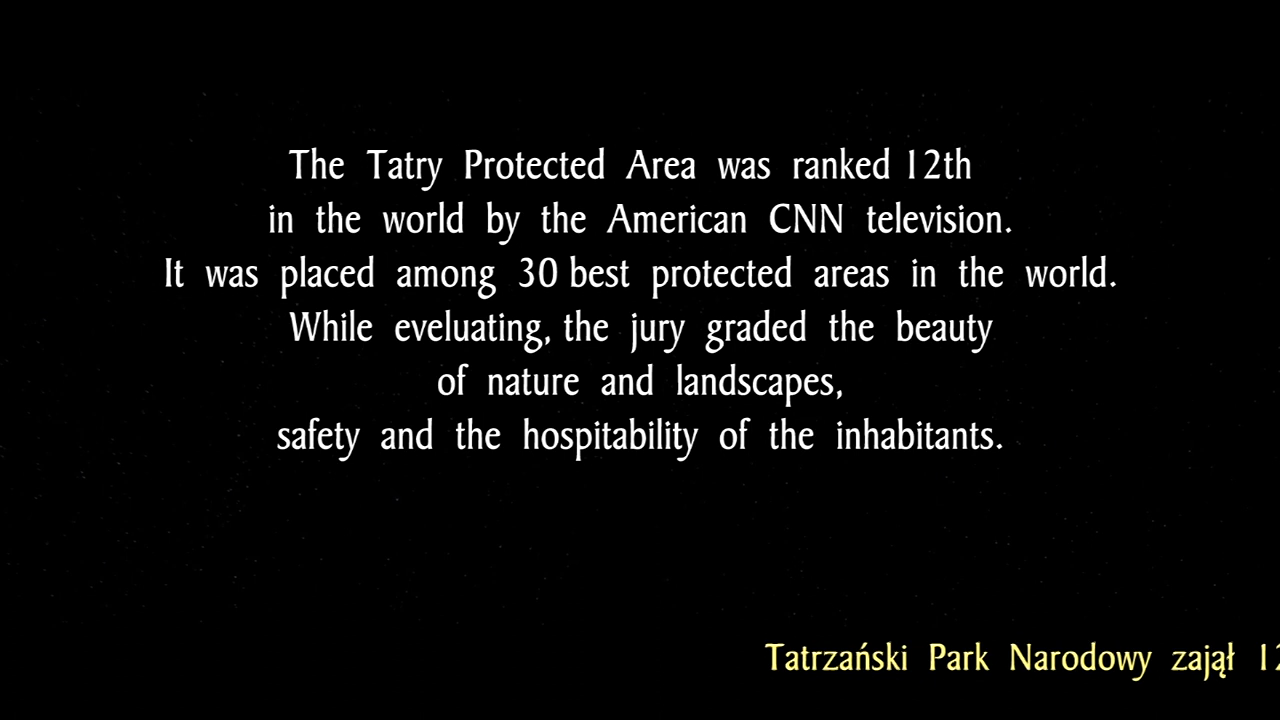 The Tatry Protected Area was ranked 12th
in the world by the American CNN television.
It was placed among 30 best protected areas in the world.
While eveluating, the jury graded the beauty
of nature and landscapes,
safety and the hospitability of the inhabitants.
Tatrzański Park Narodowy zajął 12